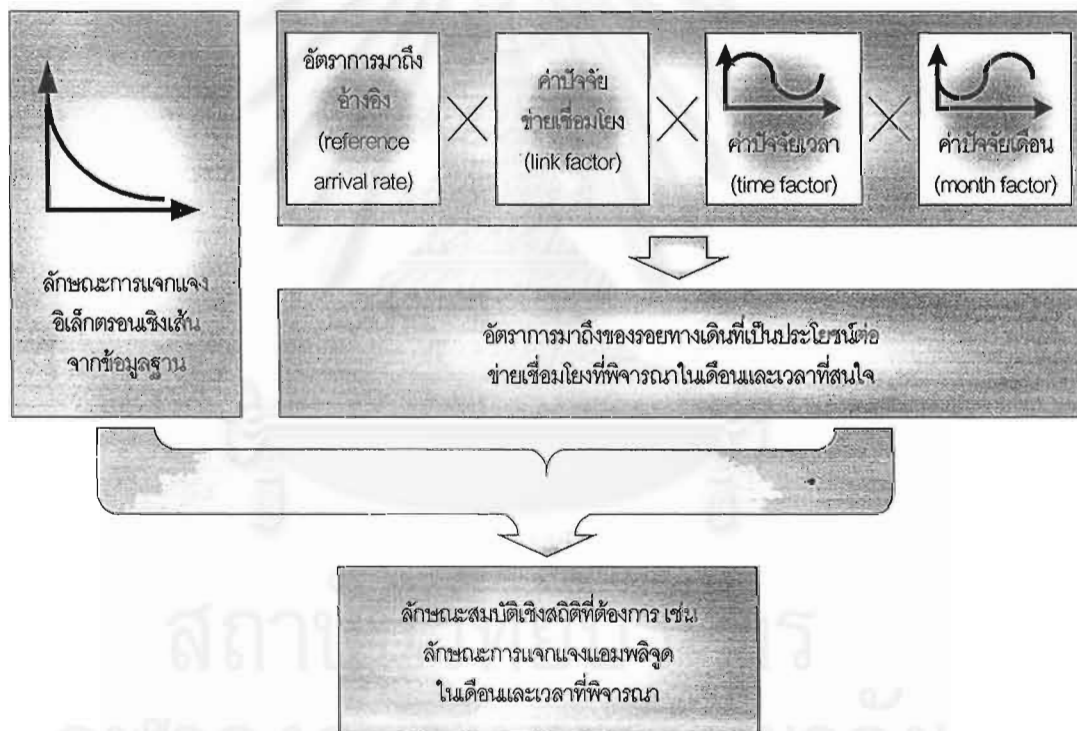 อัตราการมาถึง
อ้างอิง
(reference
arrival rate)
ค่าปัจจัย
ข่ายเชื่อมโยง
(link factor)
ค่าปัจจัยเวลา
(time factor)
ค่าปัจจัยเดือน
(month factor)
ลักษณะการแจกแจง
อิเล็กตรอนเชิงเส้น
จากข้อมูลฐาน
อัตราการมาถึงของรอยทางเดินที่เป็นประโยชน์ต่อ
ข่ายเชื่อมโยงที่พิจารณาในเดือนและเวลาที่สนใจ
ลักษณะสมบัติเชิงสถิติที่ต้องการ เช่น
ลักษณะการแจกแจงแอมพลิจูด
ในเดือนและเวลาที่พิจารณา